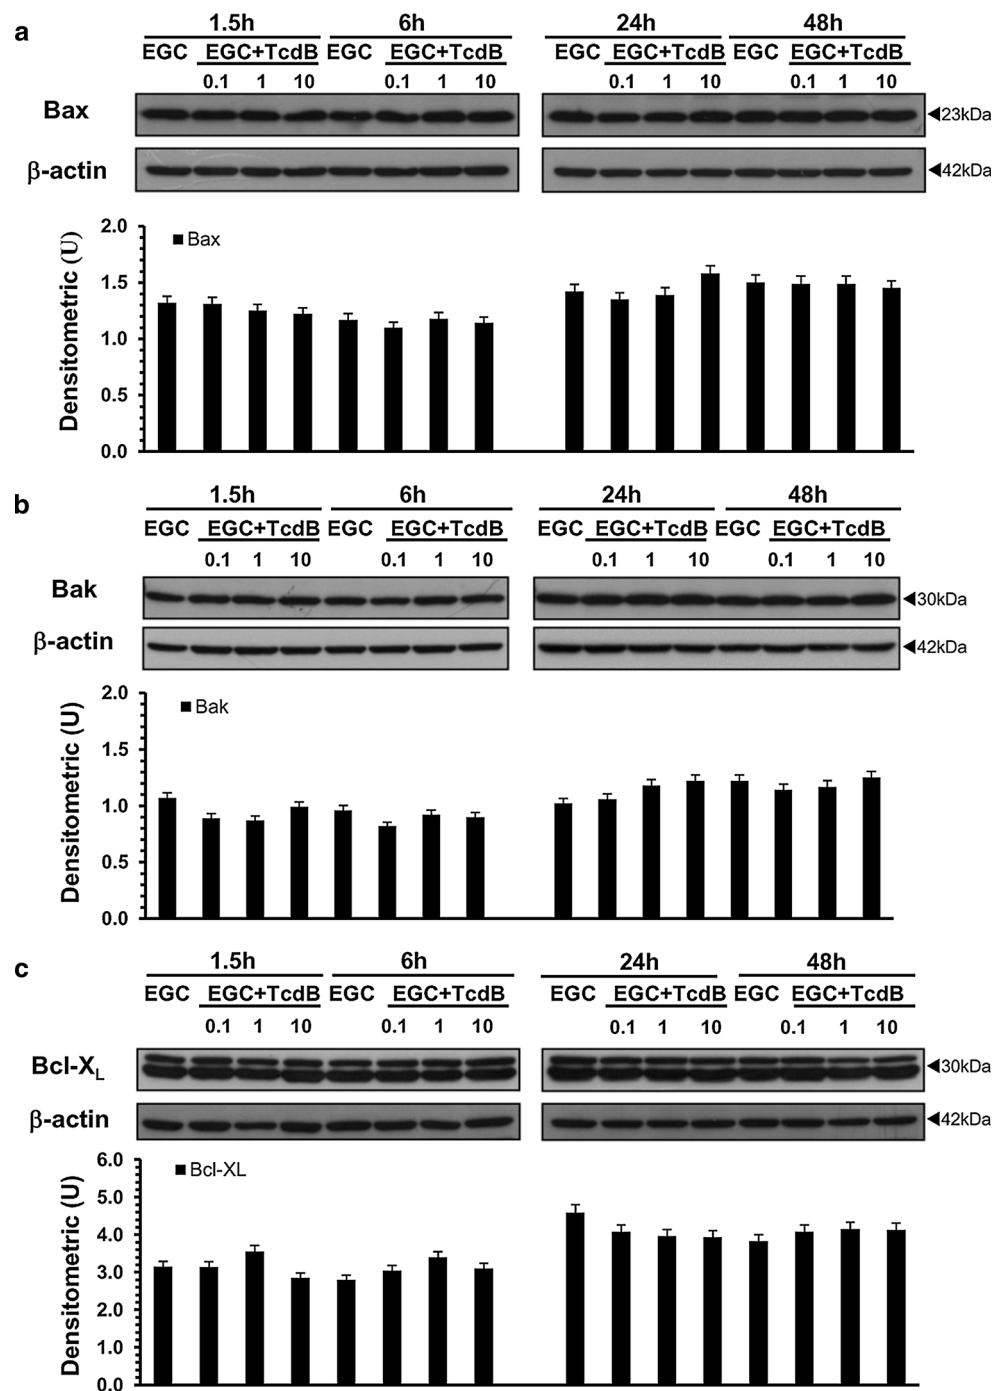 a
1.5h 6h 24h 48h
EGC EGC+TcdB EGC EGC+TcdB EGC EGC+TcdB EGC EGC+TcdB
0.1 1 10 0.1 1 10 0.1 1 10 0.1 1 10
Bax ◄23kDa
β-actin ◄42kDa
Densitometric (U)
2.0
1.5
1.0
0.5
0.0
■ Bax
b
1.5h 6h 24h 48h
EGC EGC+TcdB EGC EGC+TcdB EGC EGC+TcdB EGC EGC+TcdB
0.1 1 10 0.1 1 10 0.1 1 10 0.1 1 10
Bak ◄30kDa
β-actin ◄42kDa
Densitometric (U)
2.0
1.5
1.0
0.5
0.0
■ Bak
c
1.5h 6h 24h 48h
EGC EGC+TcdB EGC EGC+TcdB EGC EGC+TcdB EGC EGC+TcdB
0.1 1 10 0.1 1 10 0.1 1 10 0.1 1 10
Bcl-XL ◄30kDa
β-actin ◄42kDa
Densitometric (U)
6.0
5.0
4.0
3.0
2.0
1.0
0.0
■ Bcl-XL